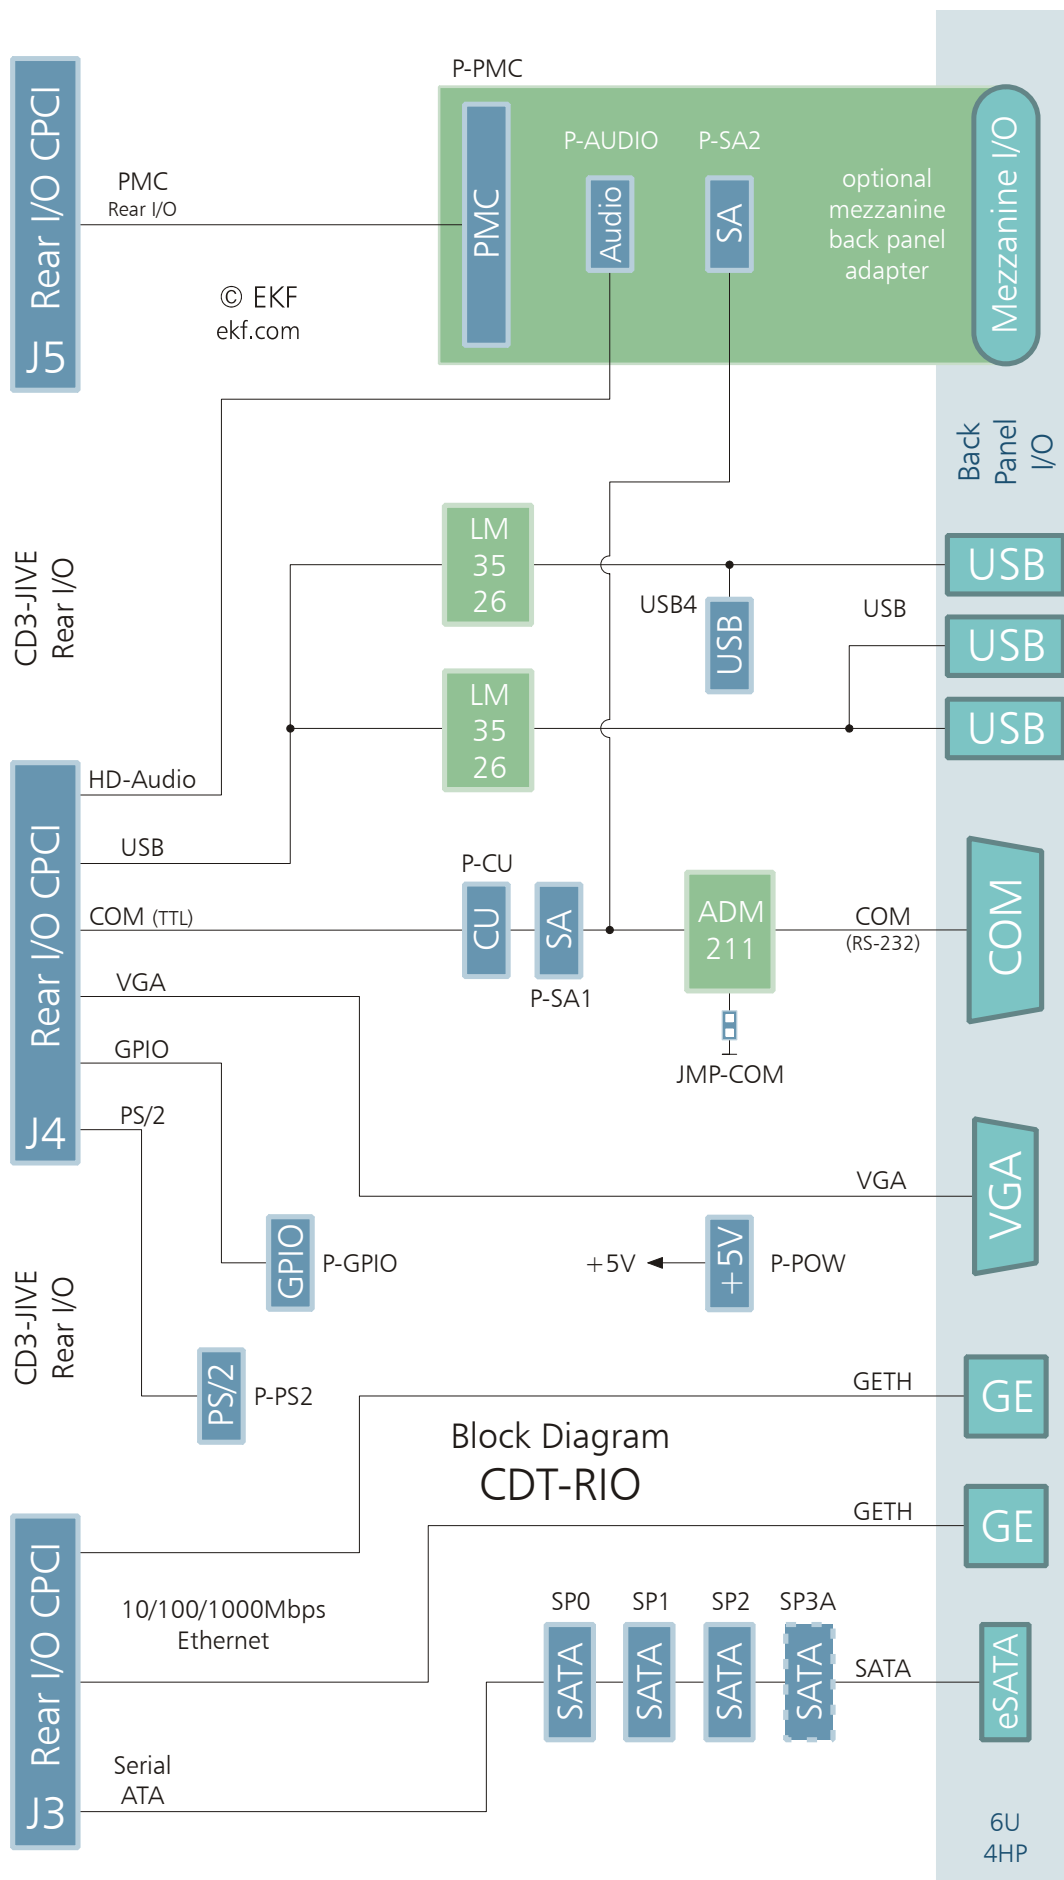 P-PMC
J5 Rear I/O CPCI
PMC
Rear I/O
PMC
P-AUDIO
Audio
P-SA2
SA
optional
mezzanine
back panel
adapter
Mezzanine I/O
© EKF
ekf.com
Back
Panel
I/O
CD3-JIVE
Rear I/O
LM
35
26
USB
USB4
USB
USB
USB
LM
35
26
USB
J4 Rear I/O CPCI
HD-Audio
USB
COM (TTL)
VGA
GPIO
PS/2
P-CU
CU
SA
P-SA1
ADM
211
JMP-COM
COM
(RS-232)
COM
VGA
VGA
GPIO
P-GPIO
+5V
+5V
P-POW
CD3-JIVE
Rear I/O
PS/2
P-PS2
GETH
GE
Block Diagram
CDT-RIO
GETH
GE
J3 Rear I/O CPCI
10/100/1000Mbps
Ethernet
Serial
ATA
SP0
SATA
SP1
SATA
SP2
SATA
SP3A
SATA
SATA
eSATA
6U
4HP